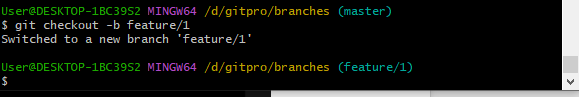 User@DESKTOP-1BC39S2 MINGW64 /d/gitpro/branches (master)
$ git checkout -b feature/1
Switched to a new branch 'feature/1'
User@DESKTOP-1BC39S2 MINGW64 /d/gitpro/branches (feature/1)
$